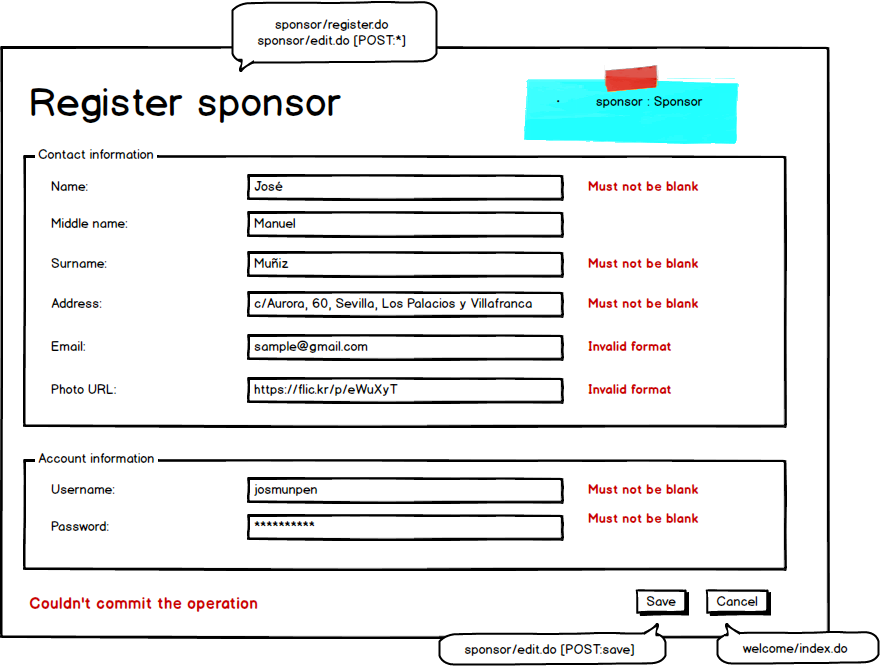 sponsor/register.do
sponsor/edit.do [POST:*]
Register sponsor
sponsor : Sponsor
Contact information
Name: José Must not be blank
Middle name: Manuel
Surname: Muñiz Must not be blank
Address: c/Aurora, 60, Sevilla, Los Palacios y Villafranca Must not be blank
Email: sample@gmail.com Invalid format
Photo URL: https://flic.kr/p/eWuXyT Invalid format
Account information
Username: josmunpen Must not be blank
Password: ********** Must not be blank
Couldn't commit the operation Save Cancel
sponsor/edit.do [POST:save] welcome/index.do